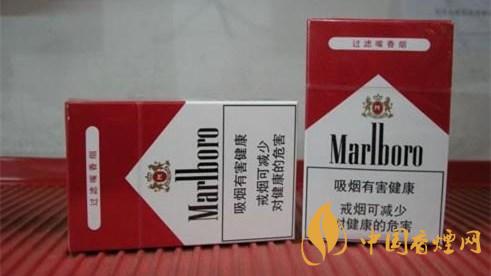 过滤嘴香烟
Marlboro
吸烟有害健康
戒烟可减少
对健康的危害
过滤嘴香烟
Marlboro
吸烟有害健康
戒烟可减少
对健康的危害
中国香烟网